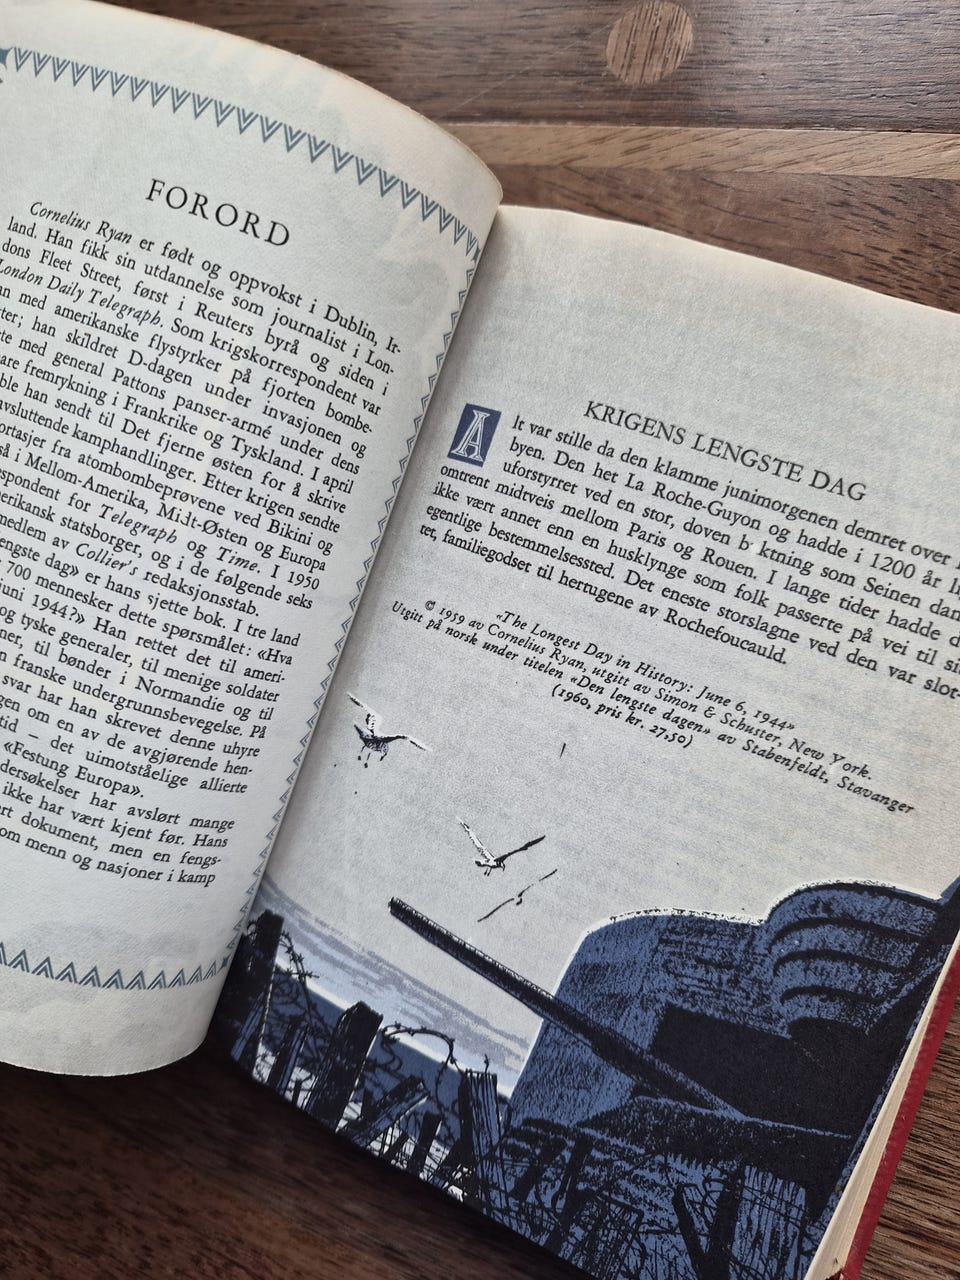 FORORD
Cornelius Ryan er født og oppvokst i Dublin, Ir-
land. Han fikk sin utdannelse som journalist i Lon-
dons Fleet Street, først i Reuters byrå og siden i
London Daily Telegraph. Som krigskorrespondent var
med amerikanske flystyrker på fjorten bombe-
han skildret D-dagen under invasjonen og
med general Pattons panser-armé under dens
fremrykning i Frankrike og Tyskland. I april
han sendt til Det fjerne østen for å skrive
avsluttende kamphandlinger. Etter krigen sendte
fra atombombeprøvene ved Bikini og
i Mellom-Amerika, Midt-Østen og Europa
for Telegraph og Time. I 1950
statsborger, og i de følgende seks
medlem av Collier's redaksjonsstab.
dag» er hans sjette bok. I tre land
700 mennesker dette spørsmålet: «Hva
juni 1944?» Han rettet det til ameri-
og tyske generaler, til menige soldater
til bønder i Normandie og til
franske undergrunnsbevegelse. På
svar har han skrevet denne uhyre
om en av de avgjørende hen-
tid – det uimotståelige allierte
«Festung Europa».
har avslørt mange
ikke har vært kjent før. Hans
dokument, men en fengs-
om menn og nasjoner i kamp
KRIGENS LENGSTE DAG
Alt var stille da den klamme junimorgenen demret over
byen. Den het La Roche-Guyon og hadde i 1200 år
uforstyrret ved en stor, doven b ktning som Seinen
omtrent midtveis mellom Paris og Rouen. I lange tider hadde
ikke vært annet enn en husklynge som folk passerte på vei til
egentlige bestemmelsessted. Det eneste storslagne ved den var slot-
tet, familiegodset til hertugene av Rochefoucauld.
«The Longest Day in History: June 6, 1944»
© 1959 av Cornelius Ryan, utgitt av Simon & Schuster, New York.
Utgitt på norsk under titelen «Den lengste dagen» av Stabenfeldt, Stavanger
(1960, pris kr. 27,50)